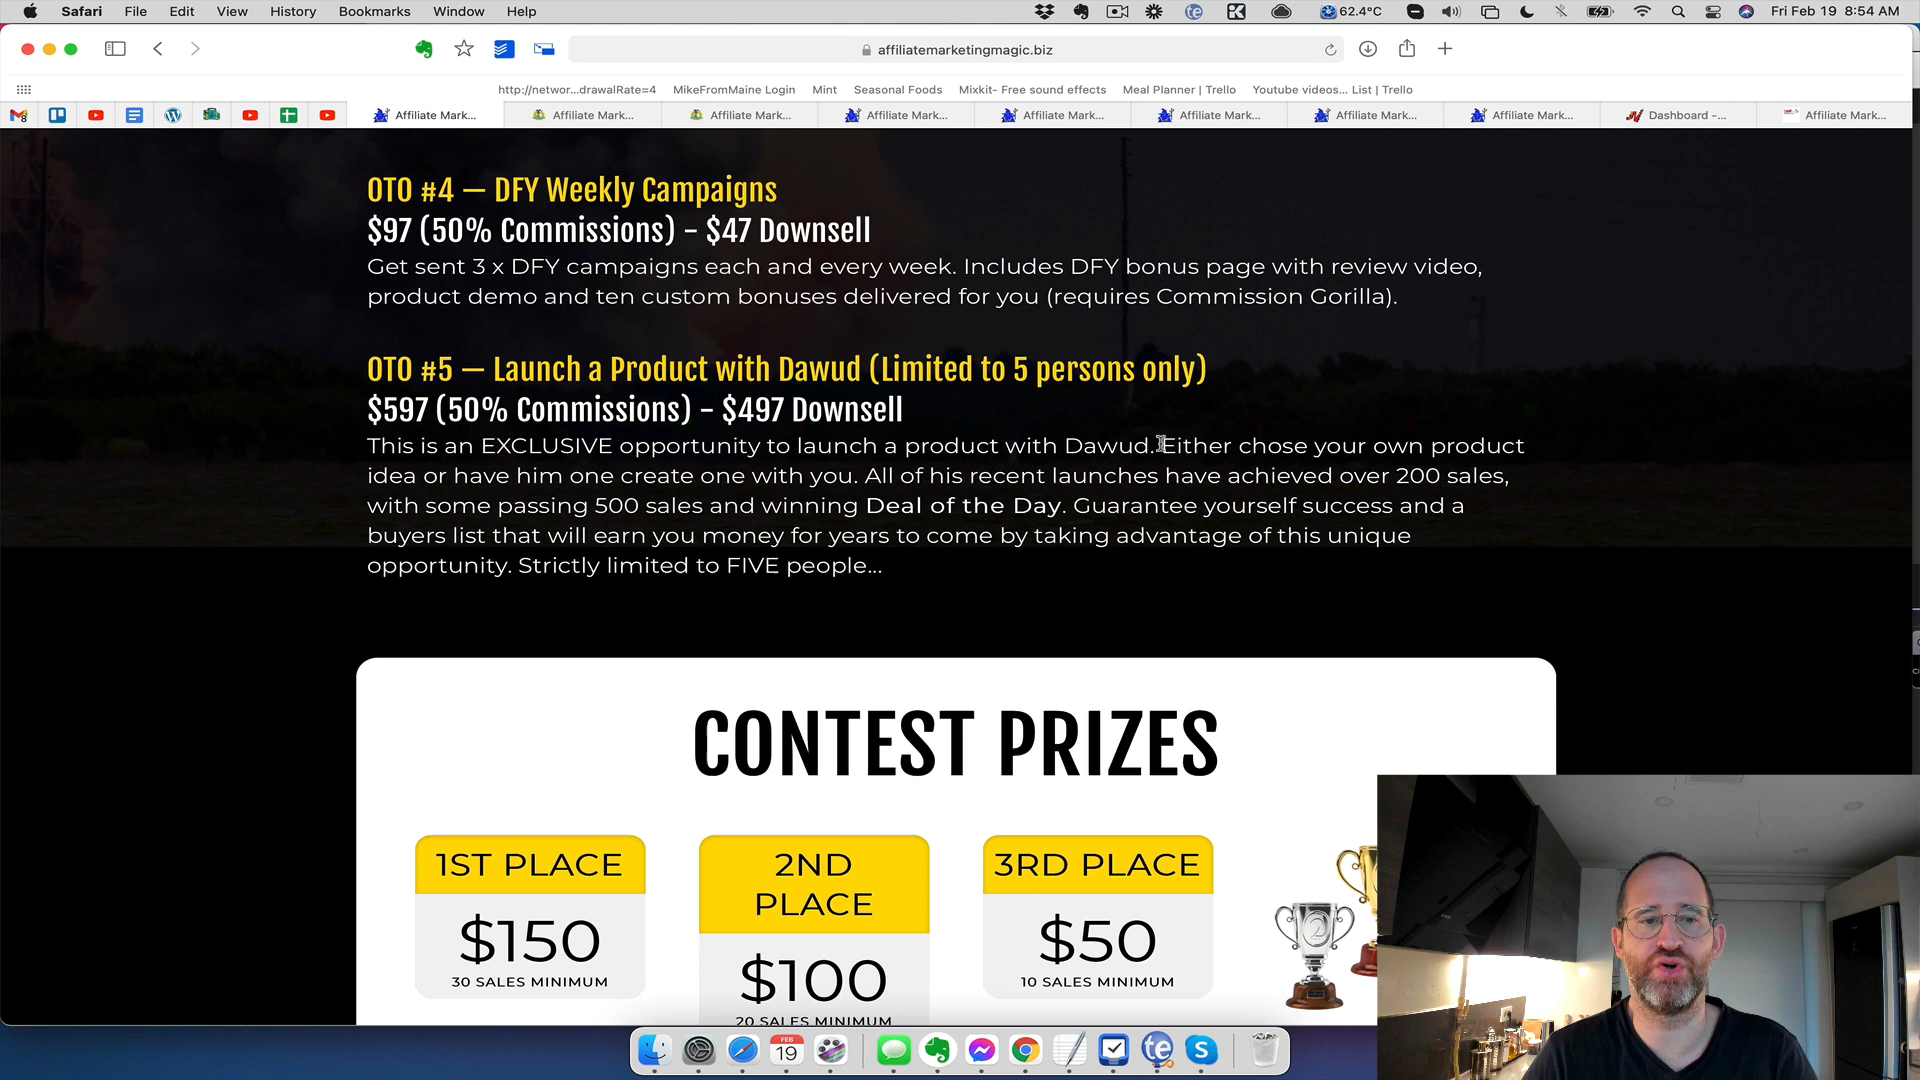 Safari File Edit View History Bookmarks Window Help 62.4°C Fri Feb 19 8:54 AM
affiliatemarketingmagic.biz
http://networ...drawalRate=4 MikeFromMaine Login Mint Seasonal Foods Mixkit- Free sound effects Meal Planner | Trello Youtube videos... List | Trello
Affiliate Mark... Affiliate Mark... Affiliate Mark... Affiliate Mark... Affiliate Mark... Affiliate Mark... Affiliate Mark... Affiliate Mark... Dashboard -... Affiliate Mark...
OTO #4 — DFY Weekly Campaigns
$97 (50% Commissions) - $47 Downsell
Get sent 3 x DFY campaigns each and every week. Includes DFY bonus page with review video,
product demo and ten custom bonuses delivered for you (requires Commission Gorilla).
OTO #5 — Launch a Product with Dawud (Limited to 5 persons only)
$597 (50% Commissions) - $497 Downsell
This is an EXCLUSIVE opportunity to launch a product with Dawud. Either chose your own product
idea or have him one create one with you. All of his recent launches have achieved over 200 sales,
with some passing 500 sales and winning Deal of the Day. Guarantee yourself success and a
buyers list that will earn you money for years to come by taking advantage of this unique
opportunity. Strictly limited to FIVE people...
CONTEST PRIZES
1ST PLACE
$150
30 SALES MINIMUM
2ND
PLACE
$100
20 SALES MINIMUM
3RD PLACE
$50
10 SALES MINIMUM
2
FEB
19
te